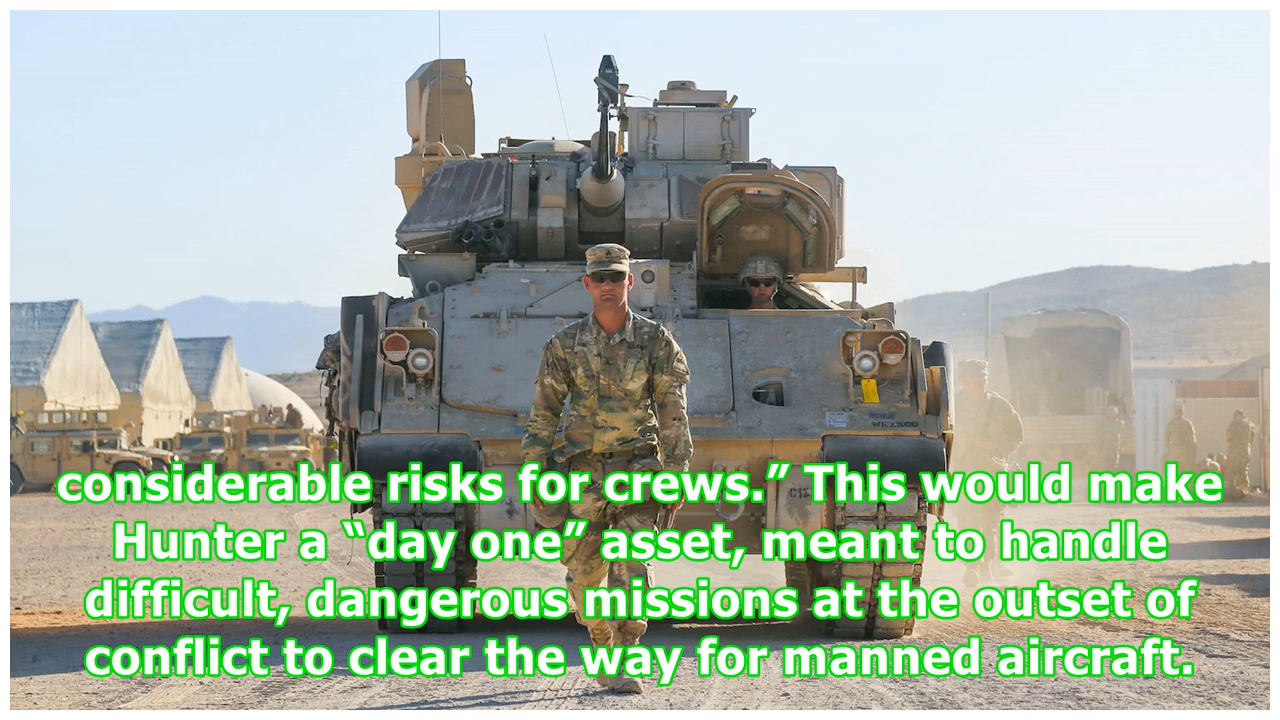 considerable risks for crews.” This would make
Hunter a “day one” asset, meant to handle
difficult, dangerous missions at the outset of
conflict to clear the way for manned aircraft.